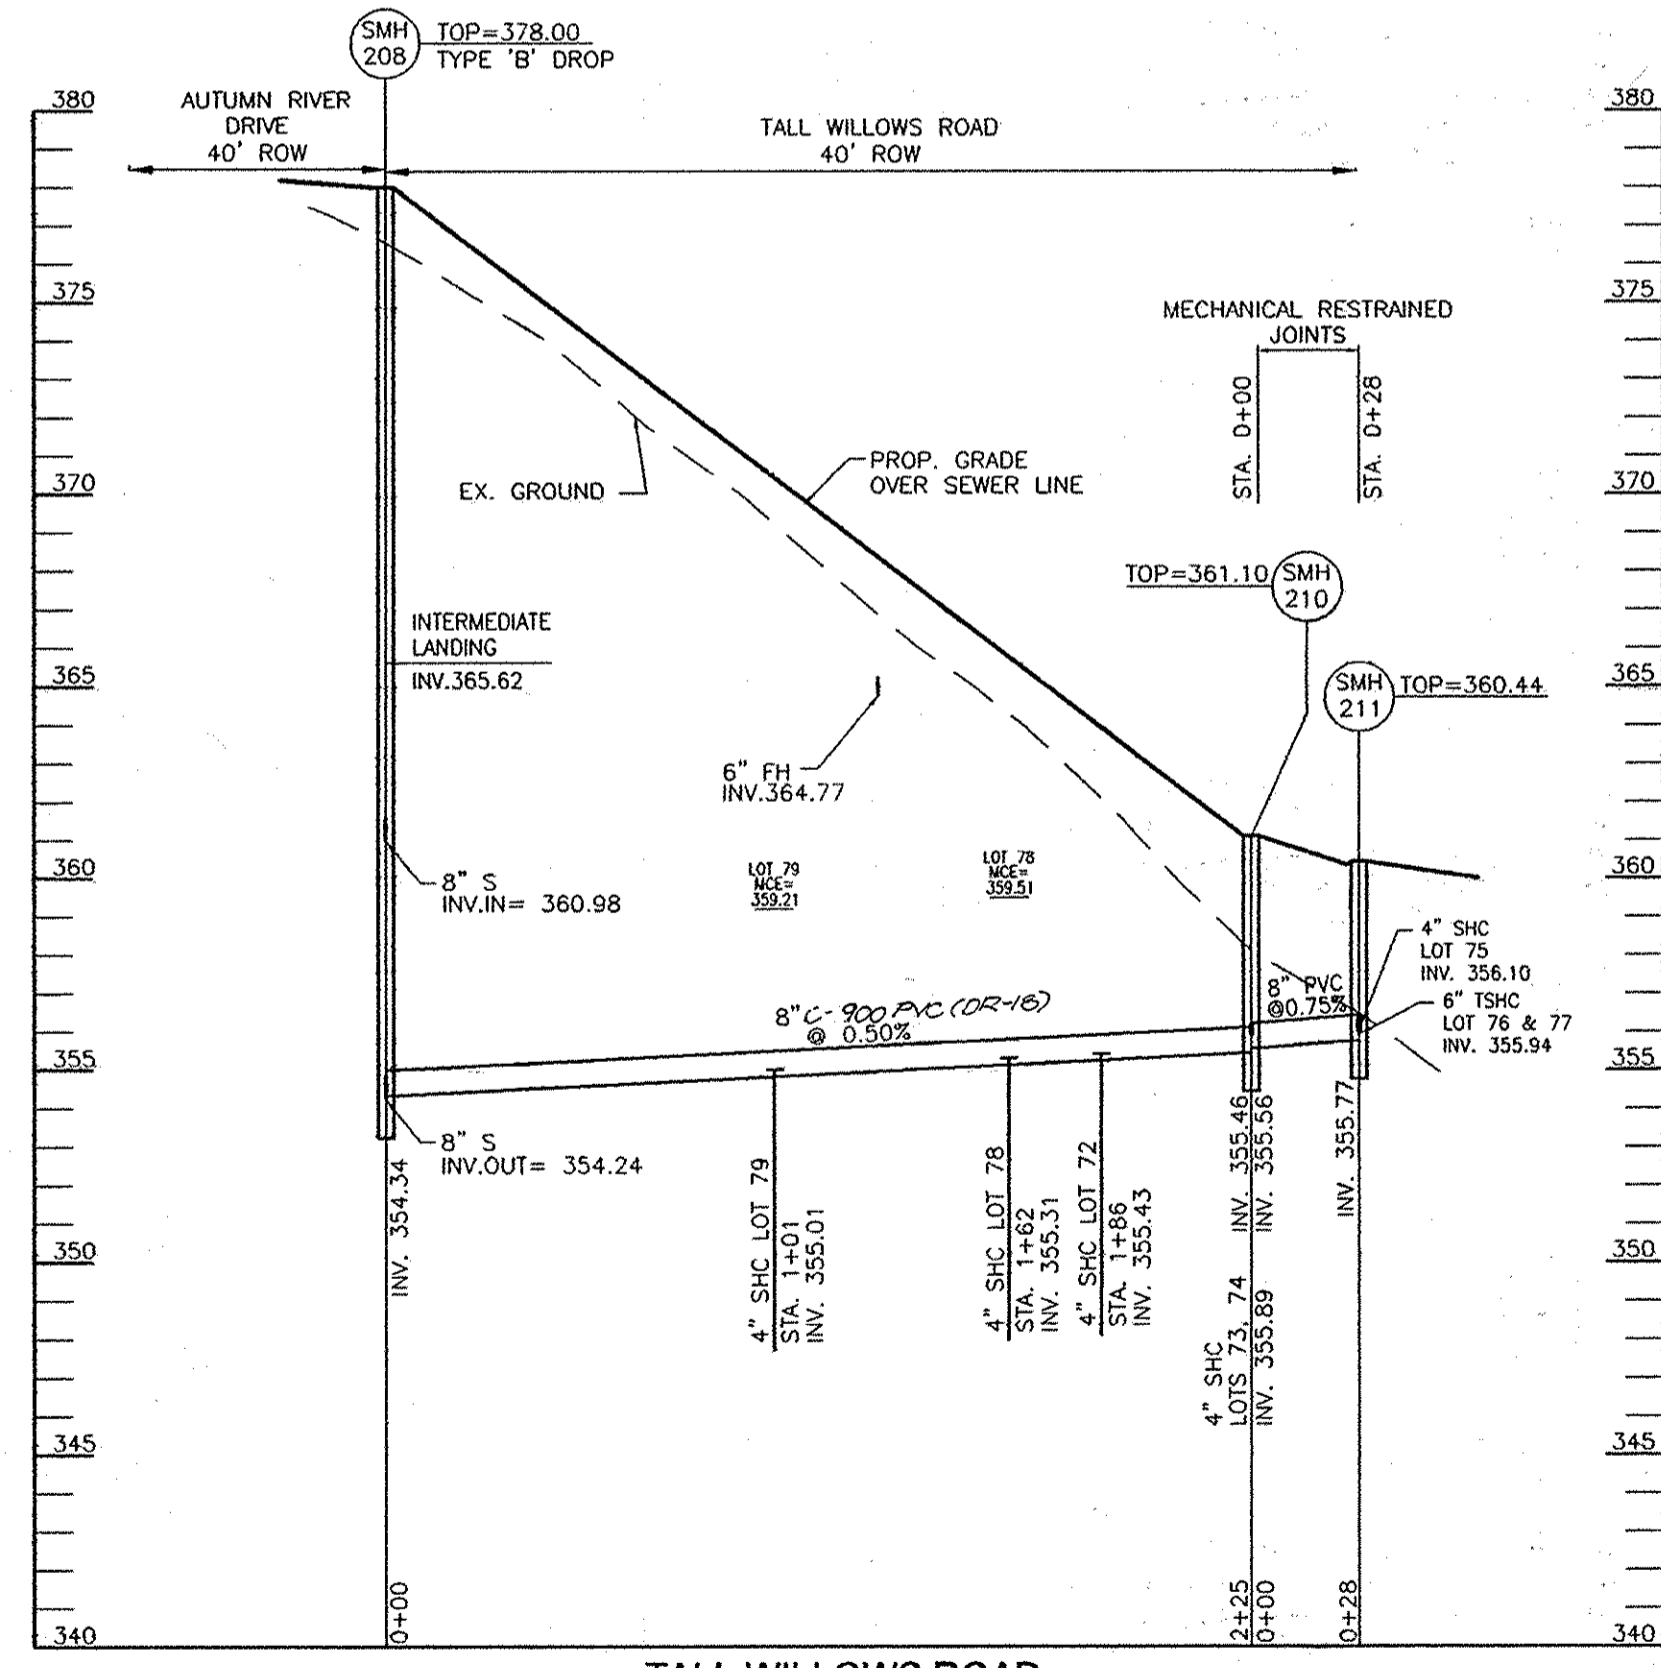 SMH
208
TOP=378.00
TYPE 'B' DROP
380
380
AUTUMN RIVER
DRIVE
40' ROW
TALL WILLOWS ROAD
40' ROW
375
375
MECHANICAL RESTRAINED
JOINTS
STA. D+00
STA. D+28
PROP. GRADE
OVER SEWER LINE
EX. GROUND
370
370
TOP=361.10
SMH
210
INTERMEDIATE
LANDING
INV.365.62
365
365
SMH
211
TOP=360.44
6" FH
INV.364.77
360
360
LOT 79
MCE=
359.21
LOT 78
MCE=
359.51
8" S
INV.IN= 360.98
4" SHC
LOT 75
INV. 356.10
6" TSHC
LOT 76 & 77
INV. 355.94
8" PVC
@0.75%
8" C-900 PVC (DR-18)
@ 0.50%
355
355
8" S
INV.OUT= 354.24
INV. 354.34
4" SHC LOT 79
STA. 1+01
INV. 355.01
4" SHC LOT 78
STA. 1+62
INV. 355.31
4" SHC LOT 72
STA. 1+86
INV. 355.43
INV. 355.46
INV. 355.56
INV. 355.77
4" SHC
LOTS 73, 74
INV. 355.89
350
350
345
345
340
340
0+00
2+25
0+00
0+28
TALL WILLOWS ROAD